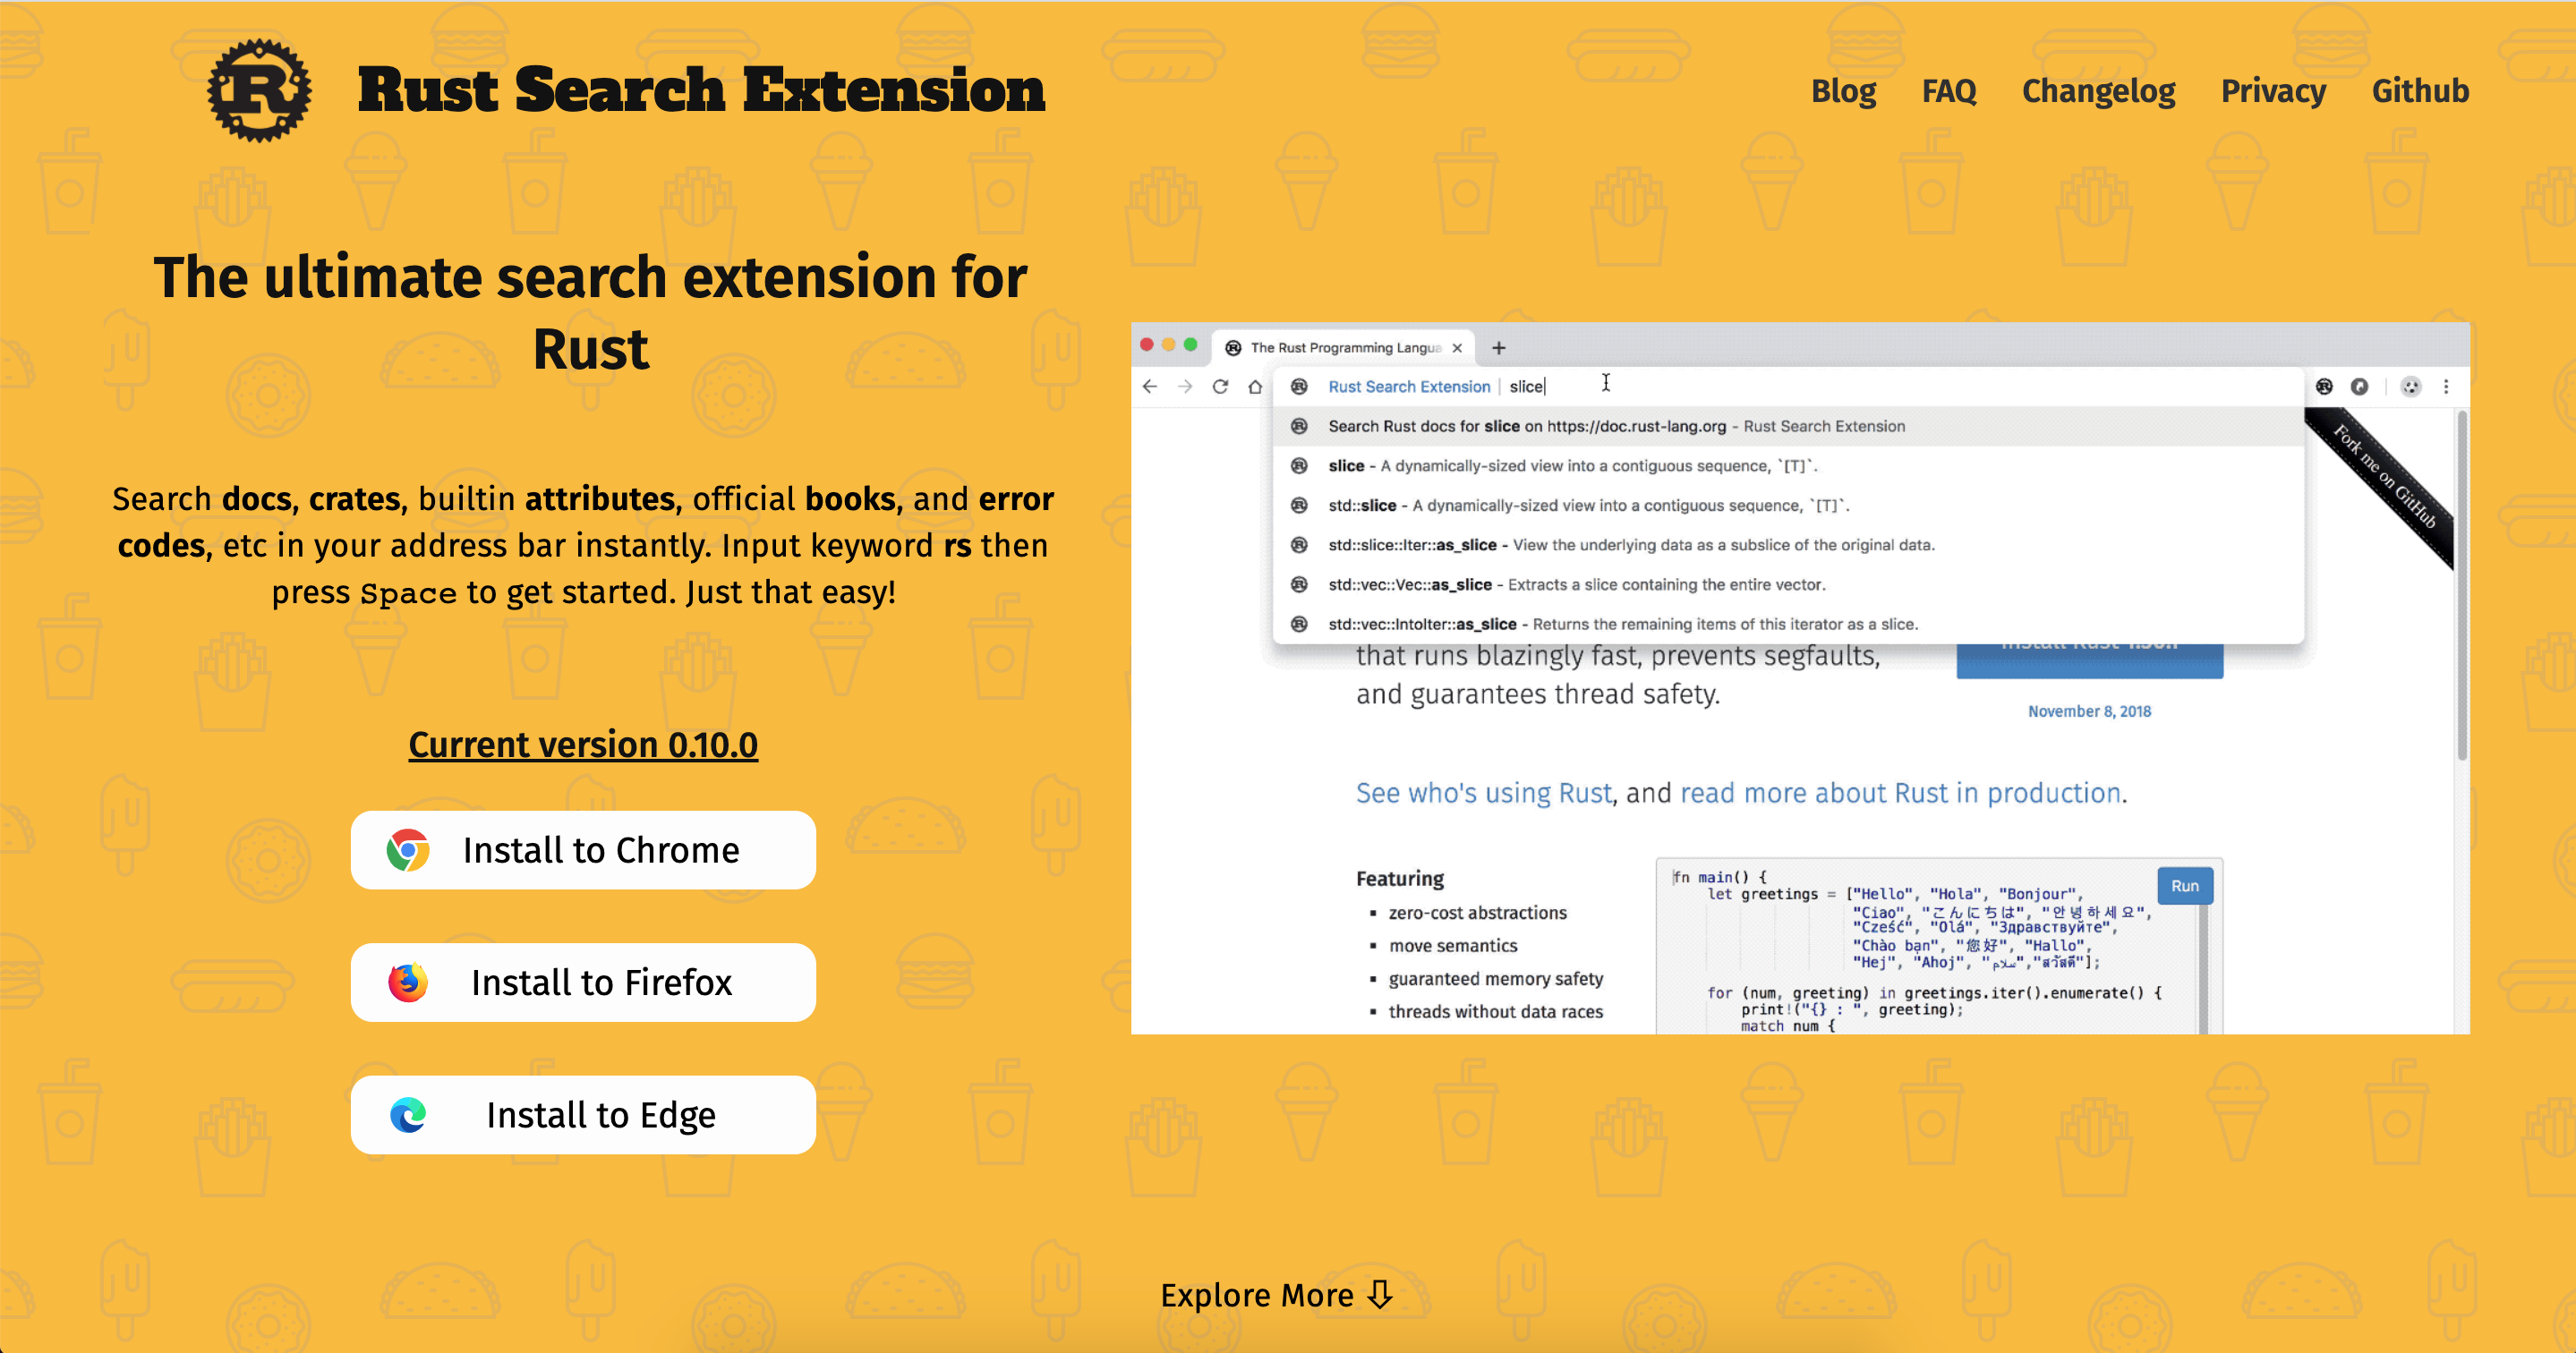 Rust Search Extension
Blog FAQ Changelog Privacy Github
The ultimate search extension for
Rust
Search docs, crates, builtin attributes, official books, and error
codes, etc in your address bar instantly. Input keyword rs then
press Space to get started. Just that easy!
Current version 0.10.0
Install to Chrome
Install to Firefox
Install to Edge
The Rust Programming Langua
Rust Search Extension | slice
Search Rust docs for slice on https://doc.rust-lang.org - Rust Search Extension
slice - A dynamically-sized view into a contiguous sequence, `[T]`.
std::slice - A dynamically-sized view into a contiguous sequence, `[T]`.
std::slice::Iter::as_slice - View the underlying data as a subslice of the original data.
std::vec::Vec::as_slice - Extracts a slice containing the entire vector.
std::vec::IntoIter::as_slice - Returns the remaining items of this iterator as a slice.
Fork me on GitHub
that runs blazingly fast, prevents segfaults,
and guarantees thread safety.
Install Rust
November 8, 2018
See who's using Rust, and read more about Rust in production.
Featuring
▪ zero-cost abstractions
▪ move semantics
▪ guaranteed memory safety
▪ threads without data races
Run
fn main() {
let greetings = ["Hello", "Hola", "Bonjour",
"Ciao", "こんにちは", "안녕하세요",
"Cześć", "Olá", "Здравствуйте",
"Chào bạn", "您好", "Hallo",
"Hej", "Ahoj", "سلام","สวัสดี"];
for (num, greeting) in greetings.iter().enumerate() {
print!("{} : ", greeting);
match num {
Explore More ⇩